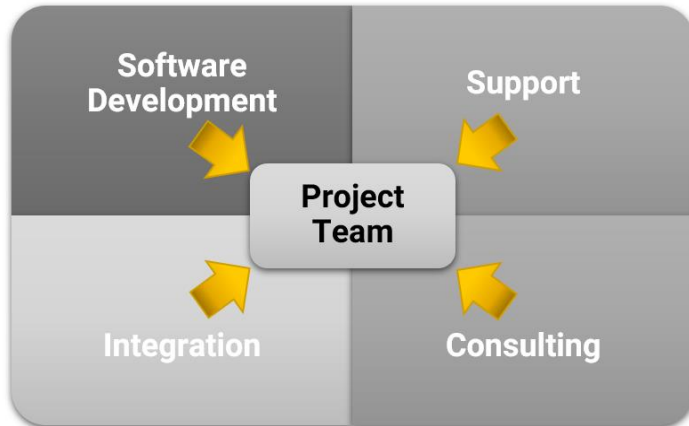 Software
Development
Support
Project
Team
Integration
Consulting